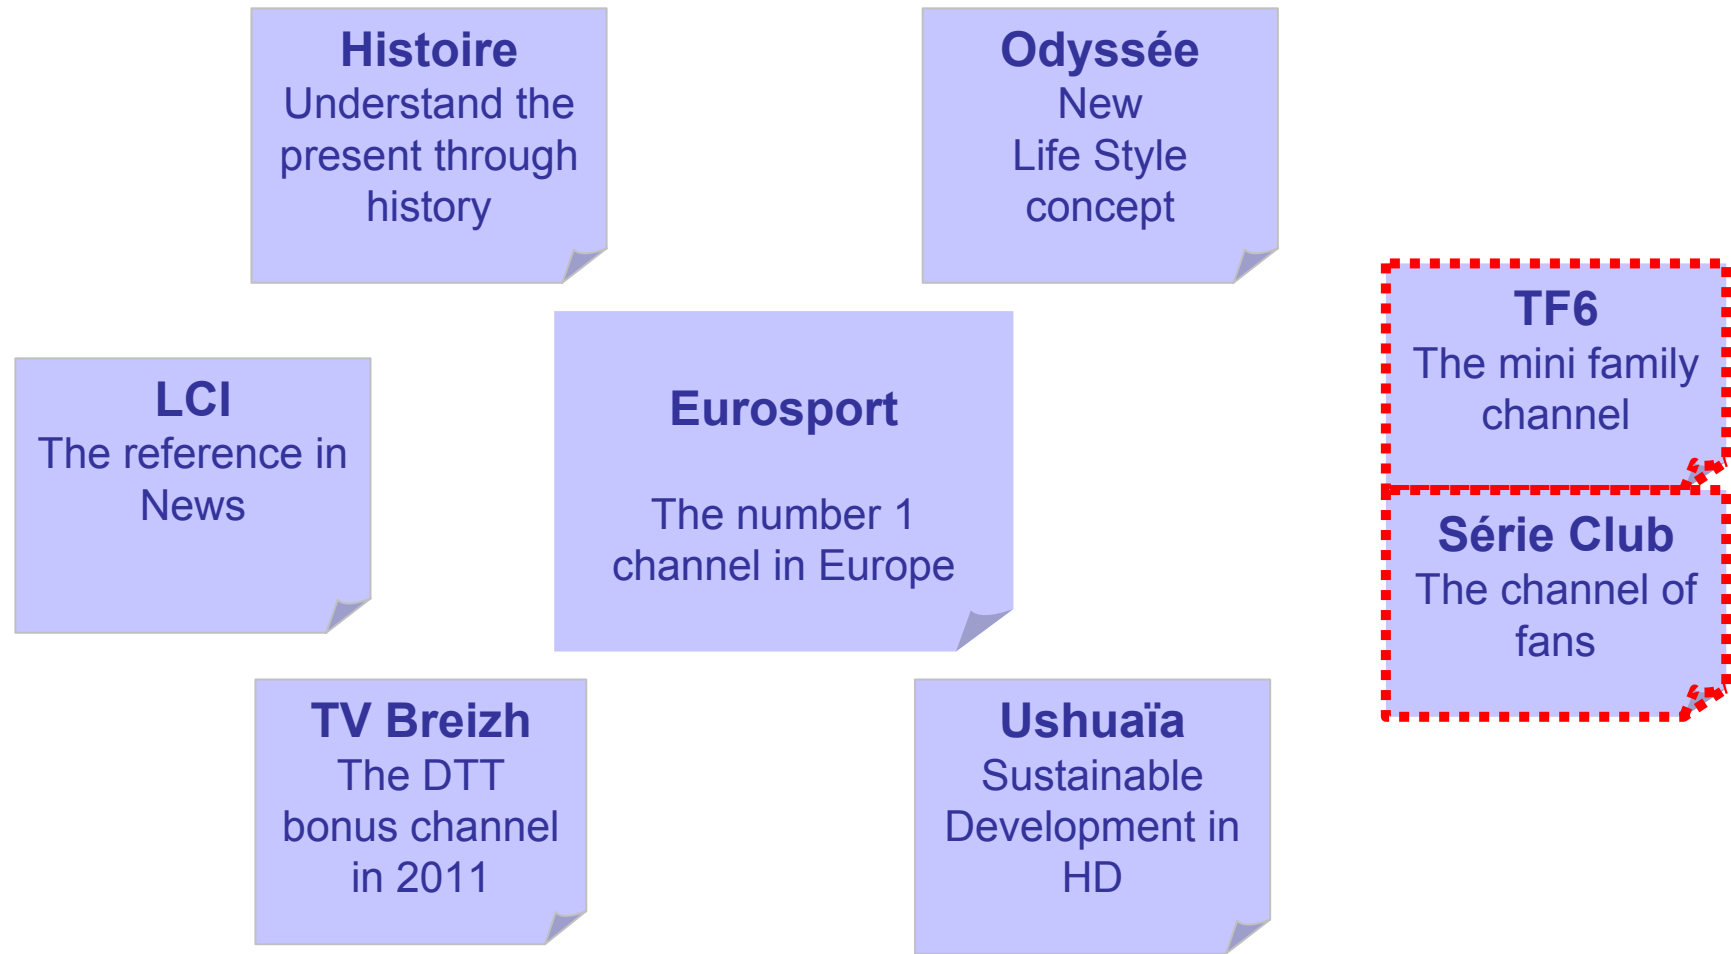 Histoire
Understand the
present through
history
Odyssée
New
Life Style
concept
LCI
The reference in
News
Eurosport
The number 1
channel in Europe
TF6
The mini family
channel
Série Club
The channel of
fans
TV Breizh
The DTT
bonus channel
in 2011
Ushuaïa
Sustainable
Development in
HD